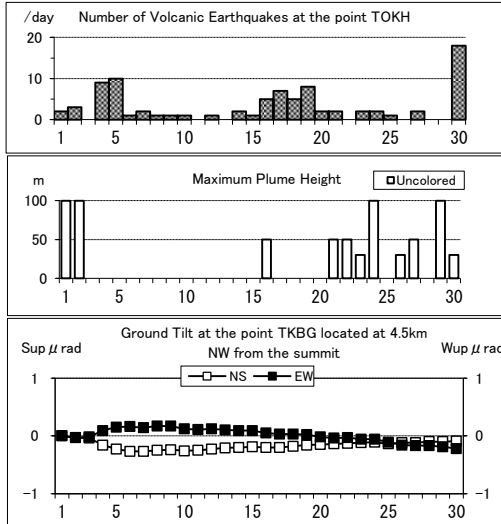 /day Number of Volcanic Earthquakes at the point TOKH
20
10
0
1 5 10 15 20 25 30
m Maximum Plume Height Uncolored
100
50
0
1 5 10 15 20 25 30
Ground Tilt at the point TKBG located at 4.5km
Sup μ rad NW from the summit Wup μ rad
NS EW
1 1
0 0
-1 -1
1 5 10 15 20 25 30